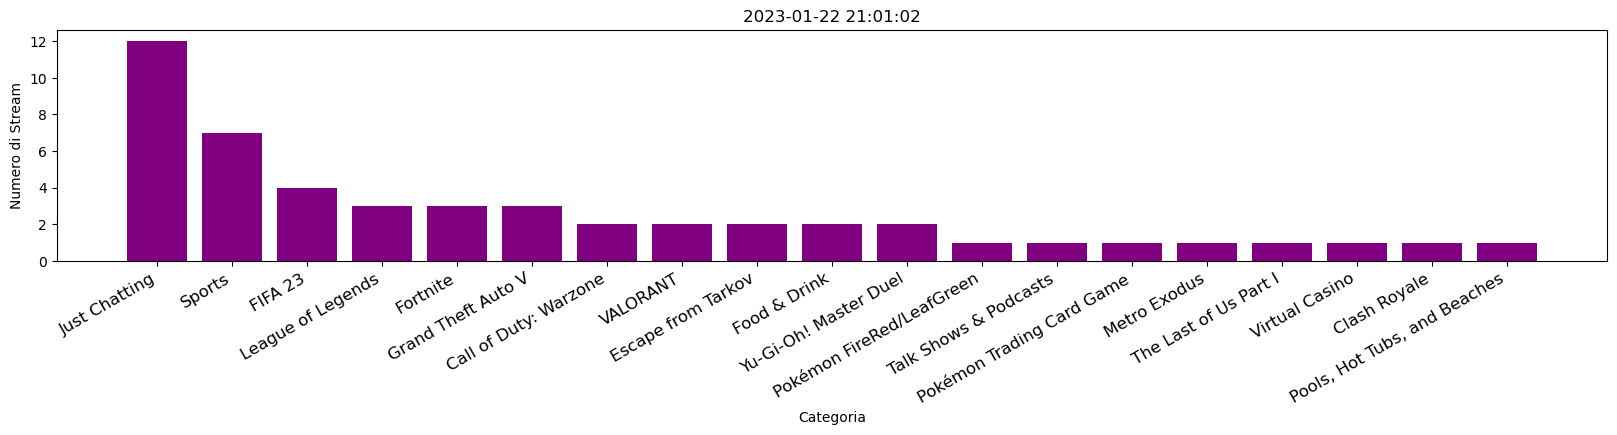 2023-01-22 21:01:02
Numero di Stream
12
10
8
6
4
2
0
Just Chatting
Sports
FIFA 23
League of Legends
Fortnite
Grand Theft Auto V
Call of Duty: Warzone
VALORANT
Escape from Tarkov
Food & Drink
Yu-Gi-Oh! Master Duel
Pokémon FireRed/LeafGreen
Talk Shows & Podcasts
Pokémon Trading Card Game
Metro Exodus
The Last of Us Part I
Virtual Casino
Clash Royale
Pools, Hot Tubs, and Beaches
Categoria